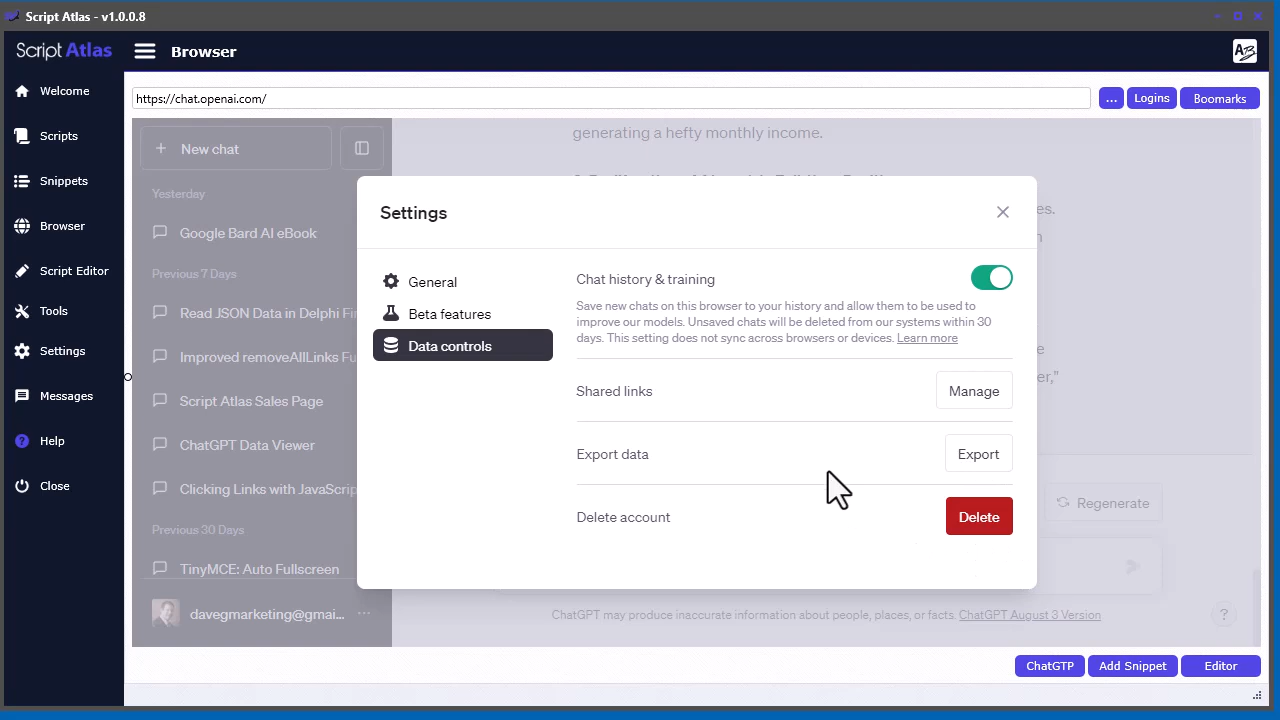 Script Atlas - v1.0.0.8
Script Atlas
Browser
AB
Welcome
Scripts
Snippets
Browser
Script Editor
Tools
Settings
Messages
Help
Close
https://chat.openai.com/
...
Logins
Boomarks
New chat
Yesterday
Google Bard AI eBook
Previous 7 Days
Read JSON Data in Delphi Fi
Improved removeAllLinks Fu
Script Atlas Sales Page
ChatGPT Data Viewer
Clicking Links with JavaScrip
Previous 30 Days
TinyMCE: Auto Fullscreen
davegmarketing@gmai...
generating a hefty monthly income.
es.
er,"
Settings
General
Beta features
Data controls
Chat history & training
Save new chats on this browser to your history and allow them to be used to
improve our models. Unsaved chats will be deleted from our systems within 30
days. This setting does not sync across browsers or devices. Learn more
Shared links
Manage
Export data
Export
Delete account
Delete
Regenerate
ChatGPT may produce inaccurate information about people, places, or facts. ChatGPT August 3 Version
?
ChatGTP
Add Snippet
Editor